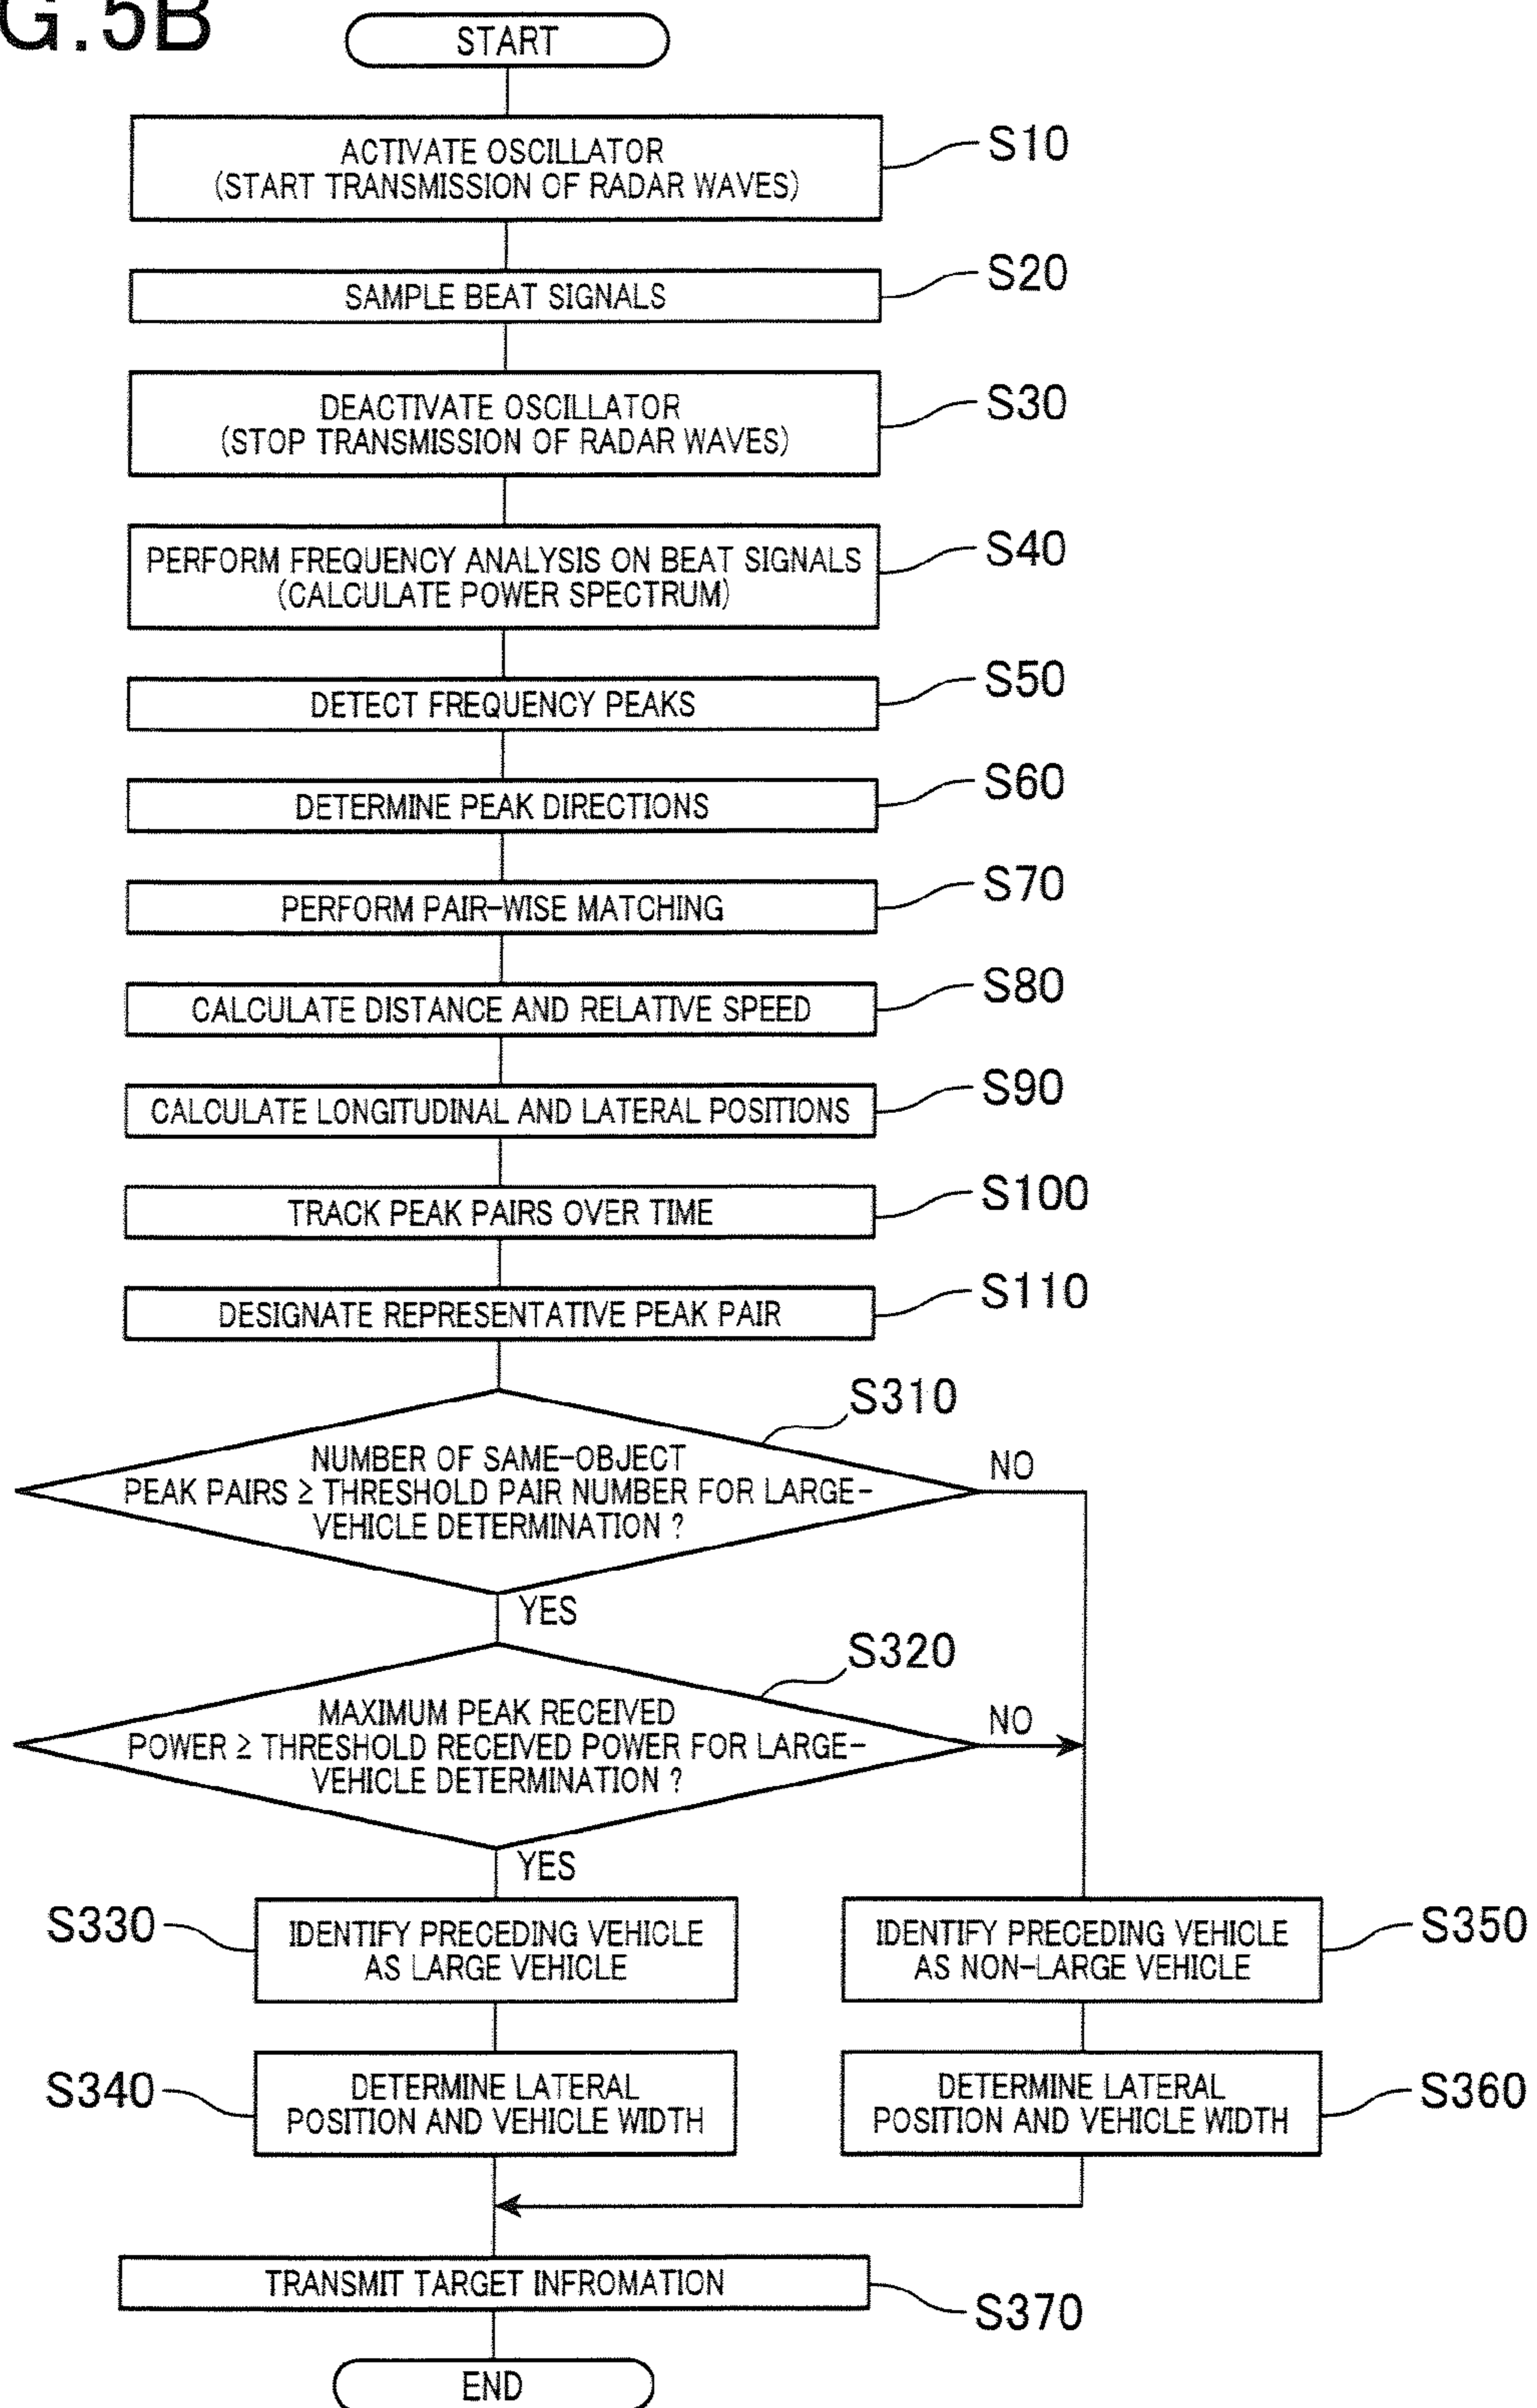 G.5B
START
ACTIVATE OSCILLATOR
(START TRANSMISSION OF RADAR WAVES)
S10
SAMPLE BEAT SIGNALS
S20
DEACTIVATE OSCILLATOR
(STOP TRANSMISSION OF RADAR WAVES)
S30
PERFORM FREQUENCY ANALYSIS ON BEAT SIGNALS
(CALCULATE POWER SPECTRUM)
S40
DETECT FREQUENCY PEAKS
S50
DETERMINE PEAK DIRECTIONS
S60
PERFORM PAIR-WISE MATCHING
S70
CALCULATE DISTANCE AND RELATIVE SPEED
S80
CALCULATE LONGITUDINAL AND LATERAL POSITIONS
S90
TRACK PEAK PAIRS OVER TIME
S100
DESIGNATE REPRESENTATIVE PEAK PAIR
S110
S310
NUMBER OF SAME-OBJECT
PEAK PAIRS ≥ THRESHOLD PAIR NUMBER FOR LARGE-
VEHICLE DETERMINATION ?
NO
YES
S320
MAXIMUM PEAK RECEIVED
POWER ≥ THRESHOLD RECEIVED POWER FOR LARGE-
VEHICLE DETERMINATION ?
NO
YES
S330
IDENTIFY PRECEDING VEHICLE
AS LARGE VEHICLE
IDENTIFY PRECEDING VEHICLE
AS NON-LARGE VEHICLE
S350
S340
DETERMINE LATERAL
POSITION AND VEHICLE WIDTH
DETERMINE LATERAL
POSITION AND VEHICLE WIDTH
S360
TRANSMIT TARGET INFROMATION
S370
END